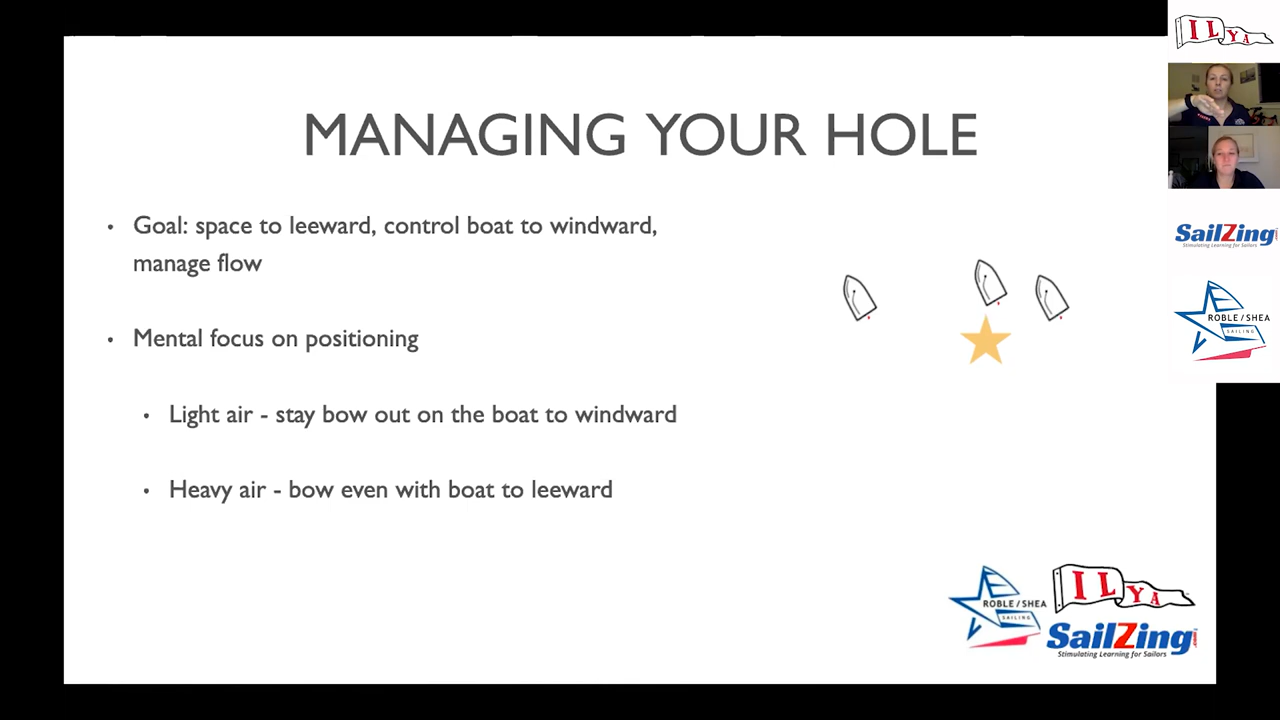 MANAGING YOUR HOLE
• Goal: space to leeward, control boat to windward,
manage flow
• Mental focus on positioning
• Light air - stay bow out on the boat to windward
• Heavy air - bow even with boat to leeward
ILYA
SailZing
Stimulating Learning for Sailors
ROBLE/SHEA
SAILING
ROBLE/SHEA
SAILING
ILYA
SailZing.com
Stimulating Learning for Sailors